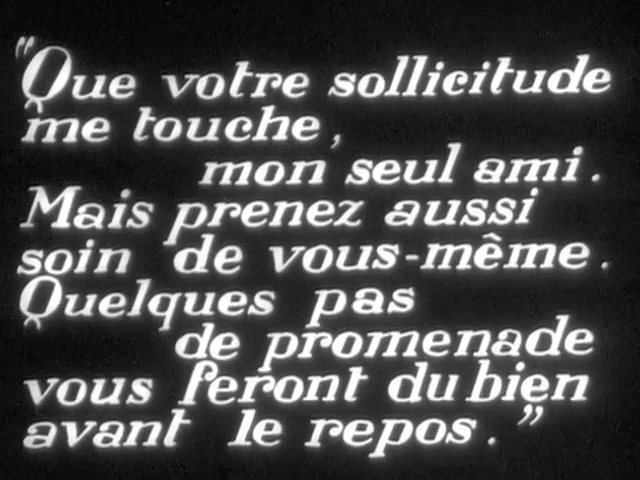 "Que votre sollicitude
me touche,
mon seul ami.
Mais prenez aussi
soin de vous-même.
Quelques pas
de promenade
vous feront du bien
avant le repos."